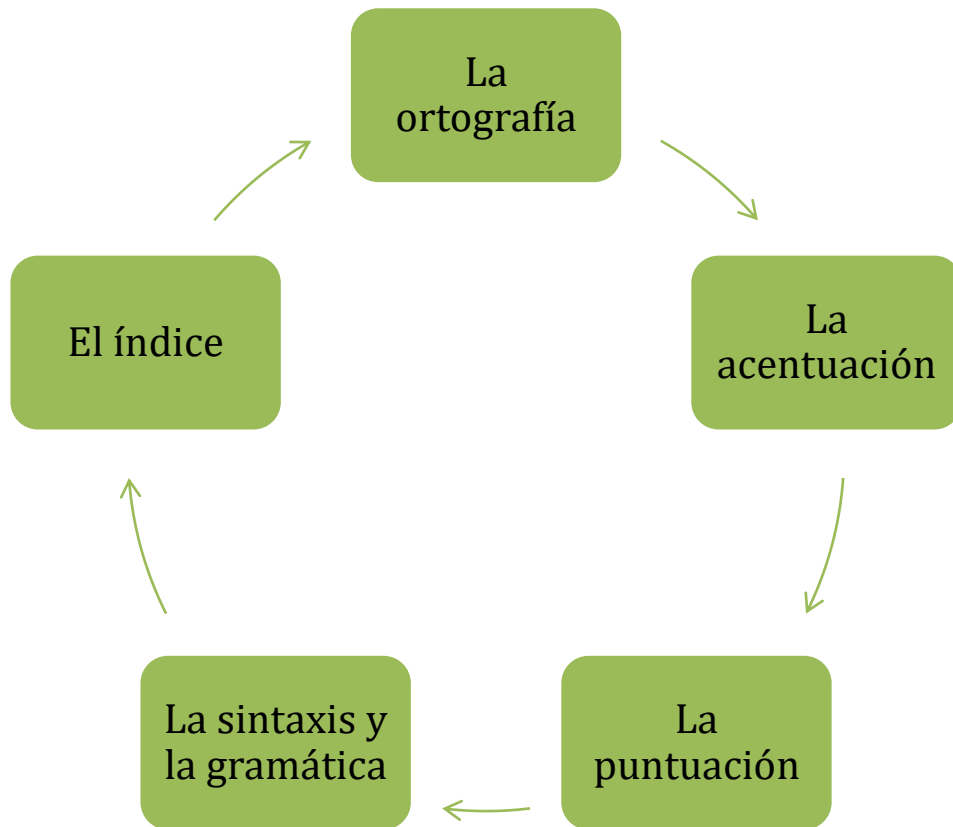 La
ortografía
La
acentuación
La
puntuación
La sintaxis y
la gramática
El índice